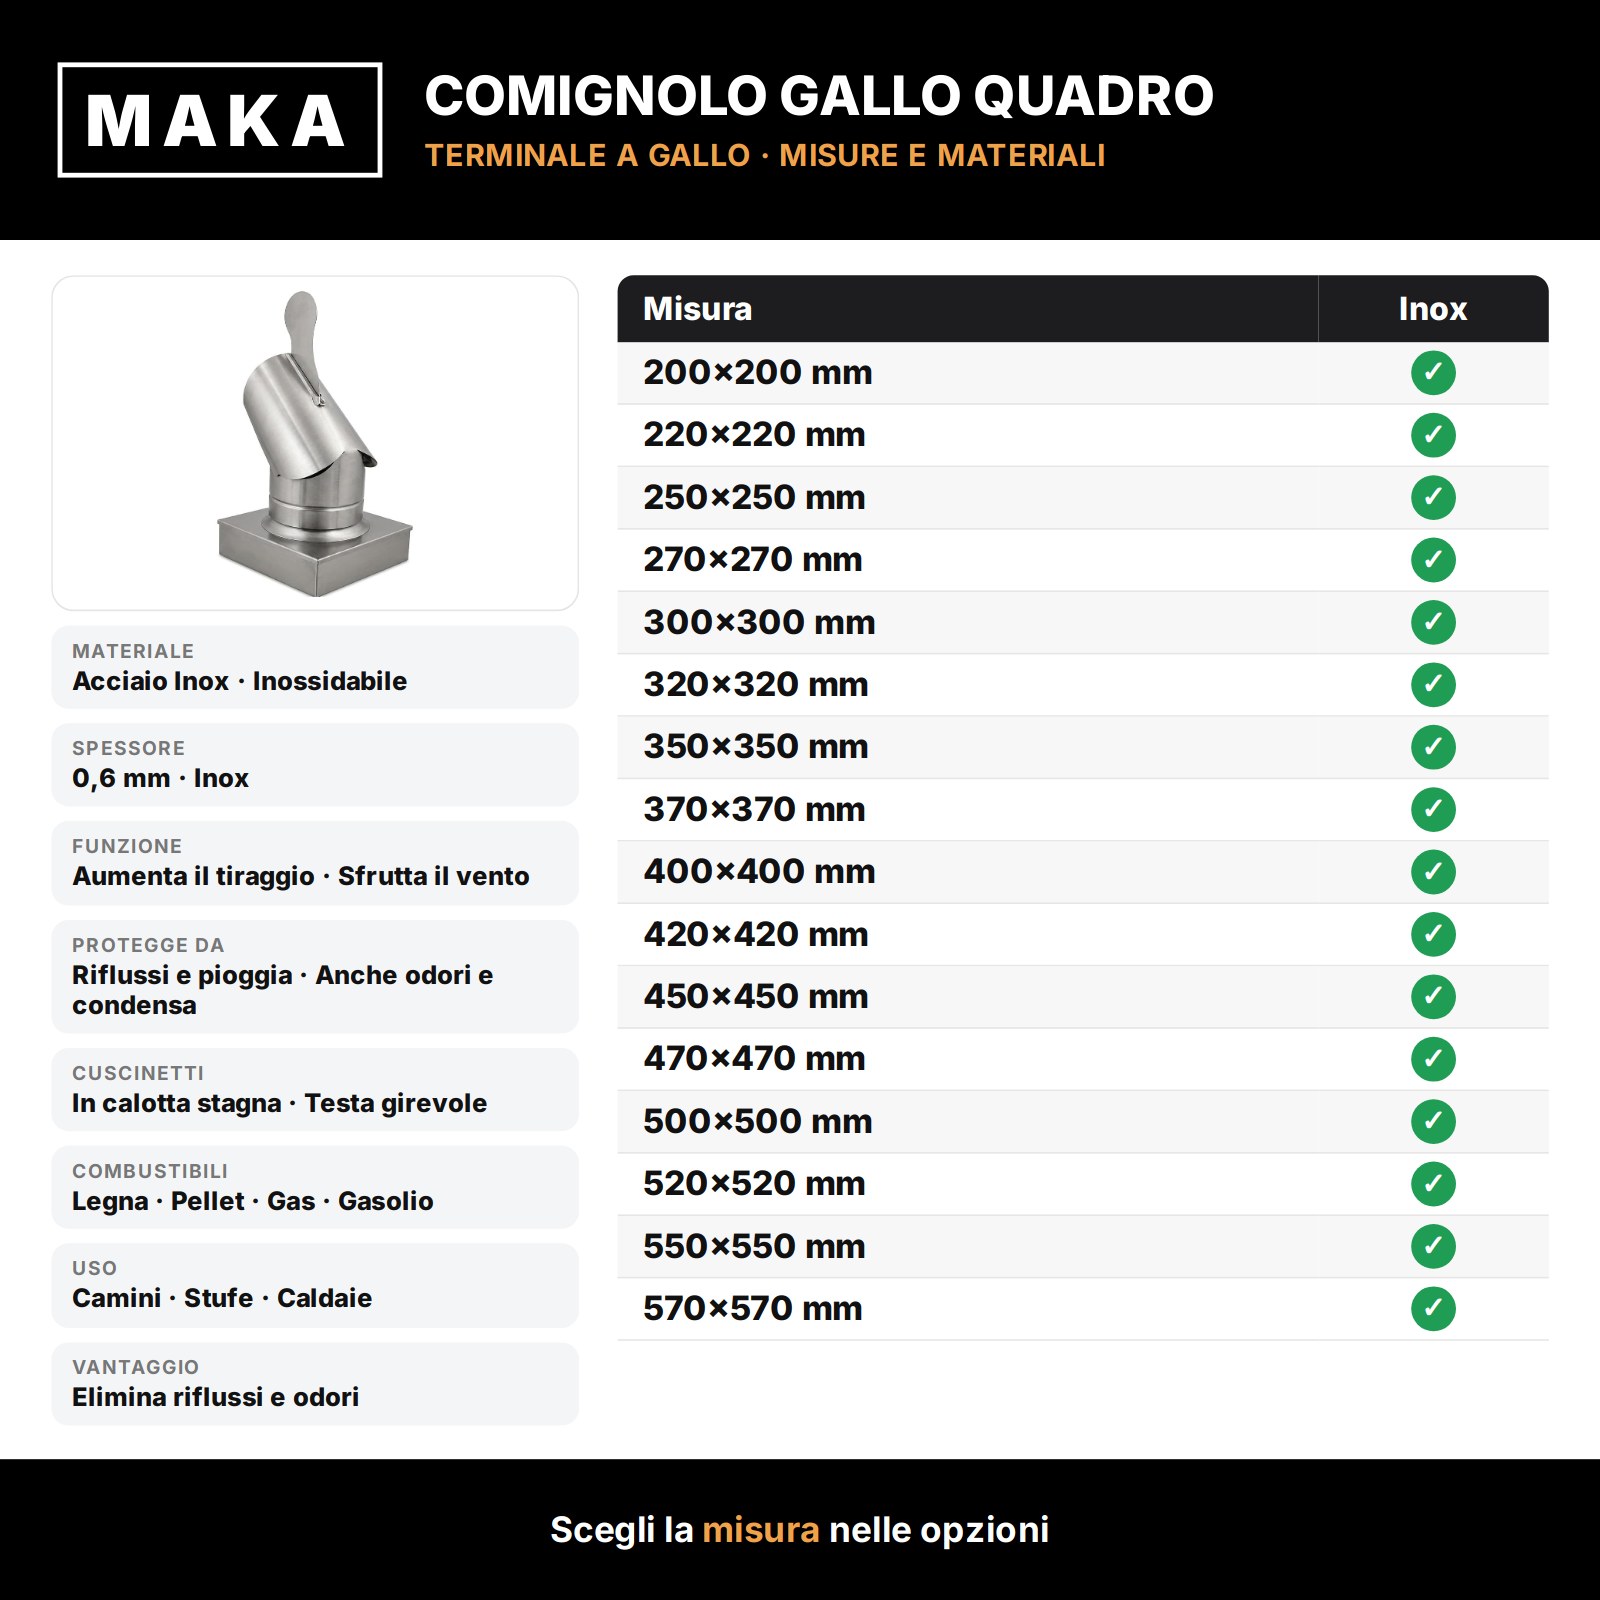 MAKA
COMIGNOLO GALLO QUADRO
TERMINALE A GALLO · MISURE E MATERIALI
MATERIALE
Acciaio Inox · Inossidabile
SPESSORE
0,6 mm · Inox
FUNZIONE
Aumenta il tiraggio · Sfrutta il vento
PROTEGGE DA
Riflussi e pioggia · Anche odori e
condensa
CUSCINETTI
In calotta stagna · Testa girevole
COMBUSTIBILI
Legna · Pellet · Gas · Gasolio
USO
Camini · Stufe · Caldaie
VANTAGGIO
Elimina riflussi e odori
Misura Inox
200×200 mm ✓
220×220 mm ✓
250×250 mm ✓
270×270 mm ✓
300×300 mm ✓
320×320 mm ✓
350×350 mm ✓
370×370 mm ✓
400×400 mm ✓
420×420 mm ✓
450×450 mm ✓
470×470 mm ✓
500×500 mm ✓
520×520 mm ✓
550×550 mm ✓
570×570 mm ✓
Scegli la misura nelle opzioni